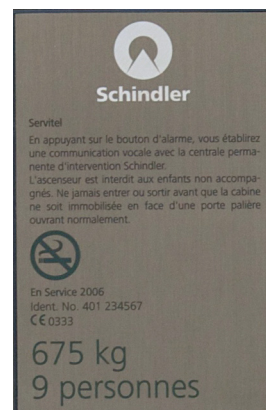 Schindler
Servitel
En appuyant sur le bouton d'alarme, vous établirez
une communication vocale avec la centrale perma-
nente d'intervention Schindler.
L'ascenseur est interdit aux enfants non accompa-
gnés. Ne jamais entrer ou sortir avant que la cabine
ne soit immobilisée en face d'une porte palière
ouvrant normalement.
En Service 2006
Ident. No. 401 234567
CE 0333
675 kg
9 personnes